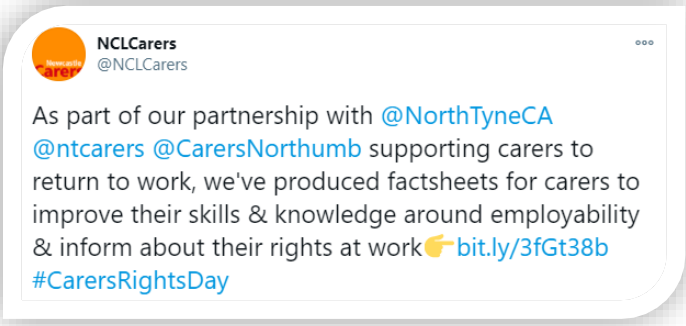 NCLCarers
@NCLCarers
Newcastle
Carers
As part of our partnership with @NorthTyneCA
@ntcarers @CarersNorthumb supporting carers to
return to work, we've produced factsheets for carers to
improve their skills & knowledge around employability
& inform about their rights at work👉bit.ly/3fGt38b
#CarersRightsDay